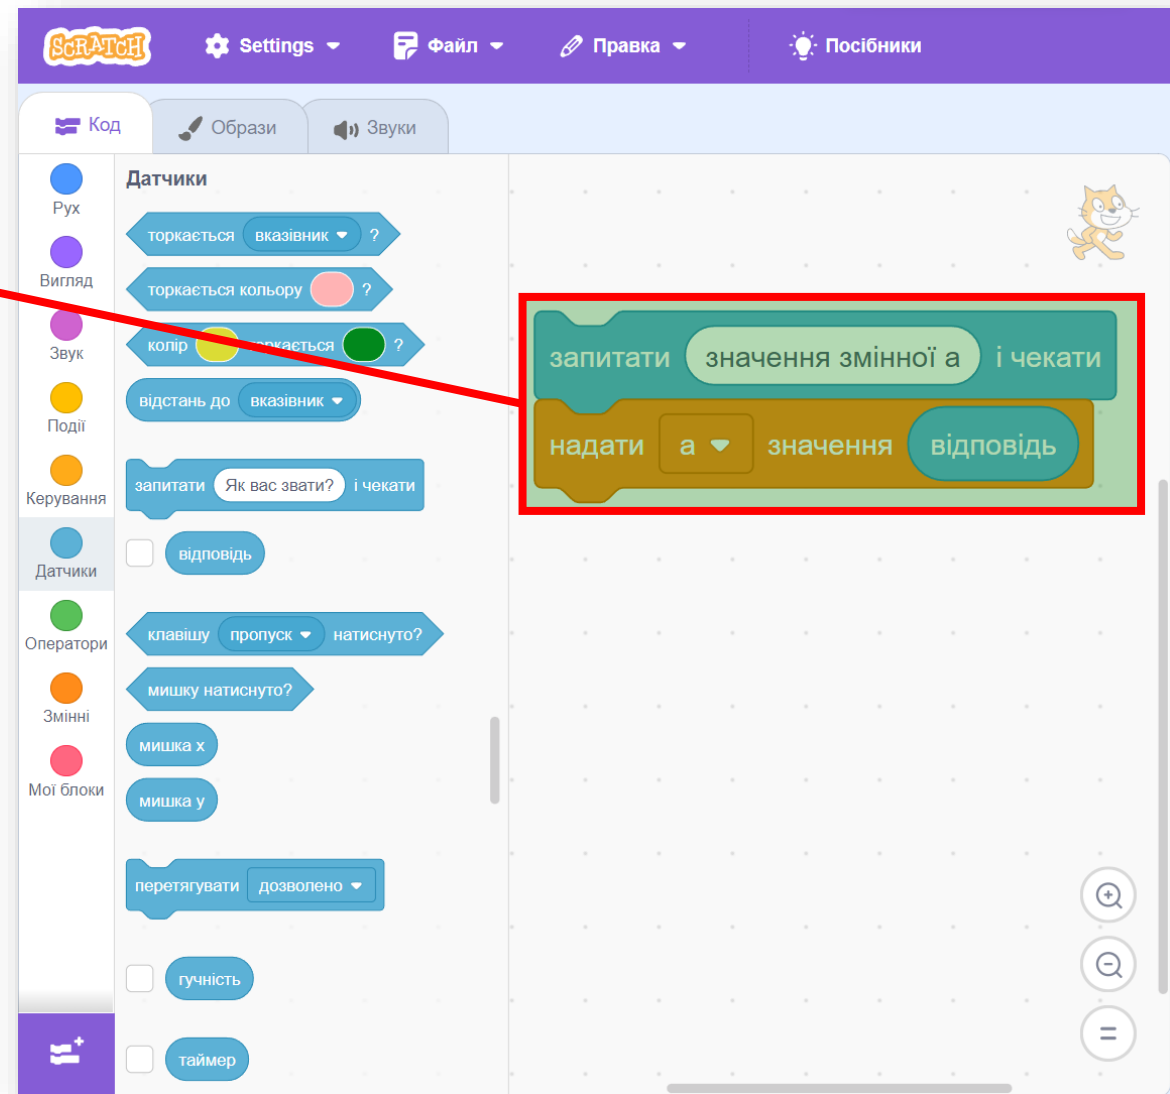 SCRATCH Settings Файл Правка Посібники
Код Образи Звуки
Рух
Вигляд
Звук
Події
Керування
Датчики
Оператори
Змінні
Мої блоки
Датчики
торкається вказівник ?
торкається кольору ?
колір торкається ?
відстань до вказівник
запитати Як вас звати? і чекати
відповідь
клавішу пропуск натиснуто?
мишку натиснуто?
мишка x
мишка y
перетягувати дозволено
гучність
таймер
запитати значення змінної а і чекати
надати а значення відповідь